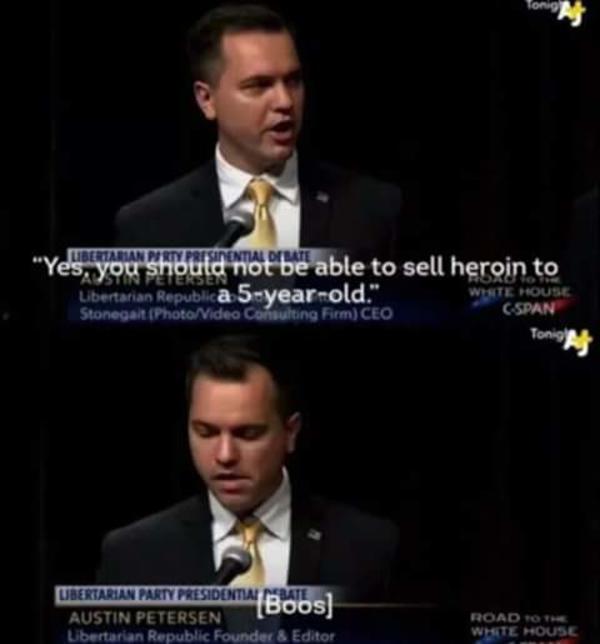 Tonight
AJ+
LIBERTARIAN PARTY PRESIDENTIAL DEBATE
"Yes, you should not be able to sell heroin to
AUSTIN PETERSEN
ROAD TO THE
a 5-year-old."
Libertarian Republic
WHITE HOUSE
Stonegait (Photo/Video Consulting Firm) CEO
C-SPAN
AJ+
LIBERTARIAN PARTY PRESIDENTIAL DEBATE
[Boos]
AUSTIN PETERSEN
ROAD TO THE
Libertarian Republic Founder & Editor
WHITE HOUSE